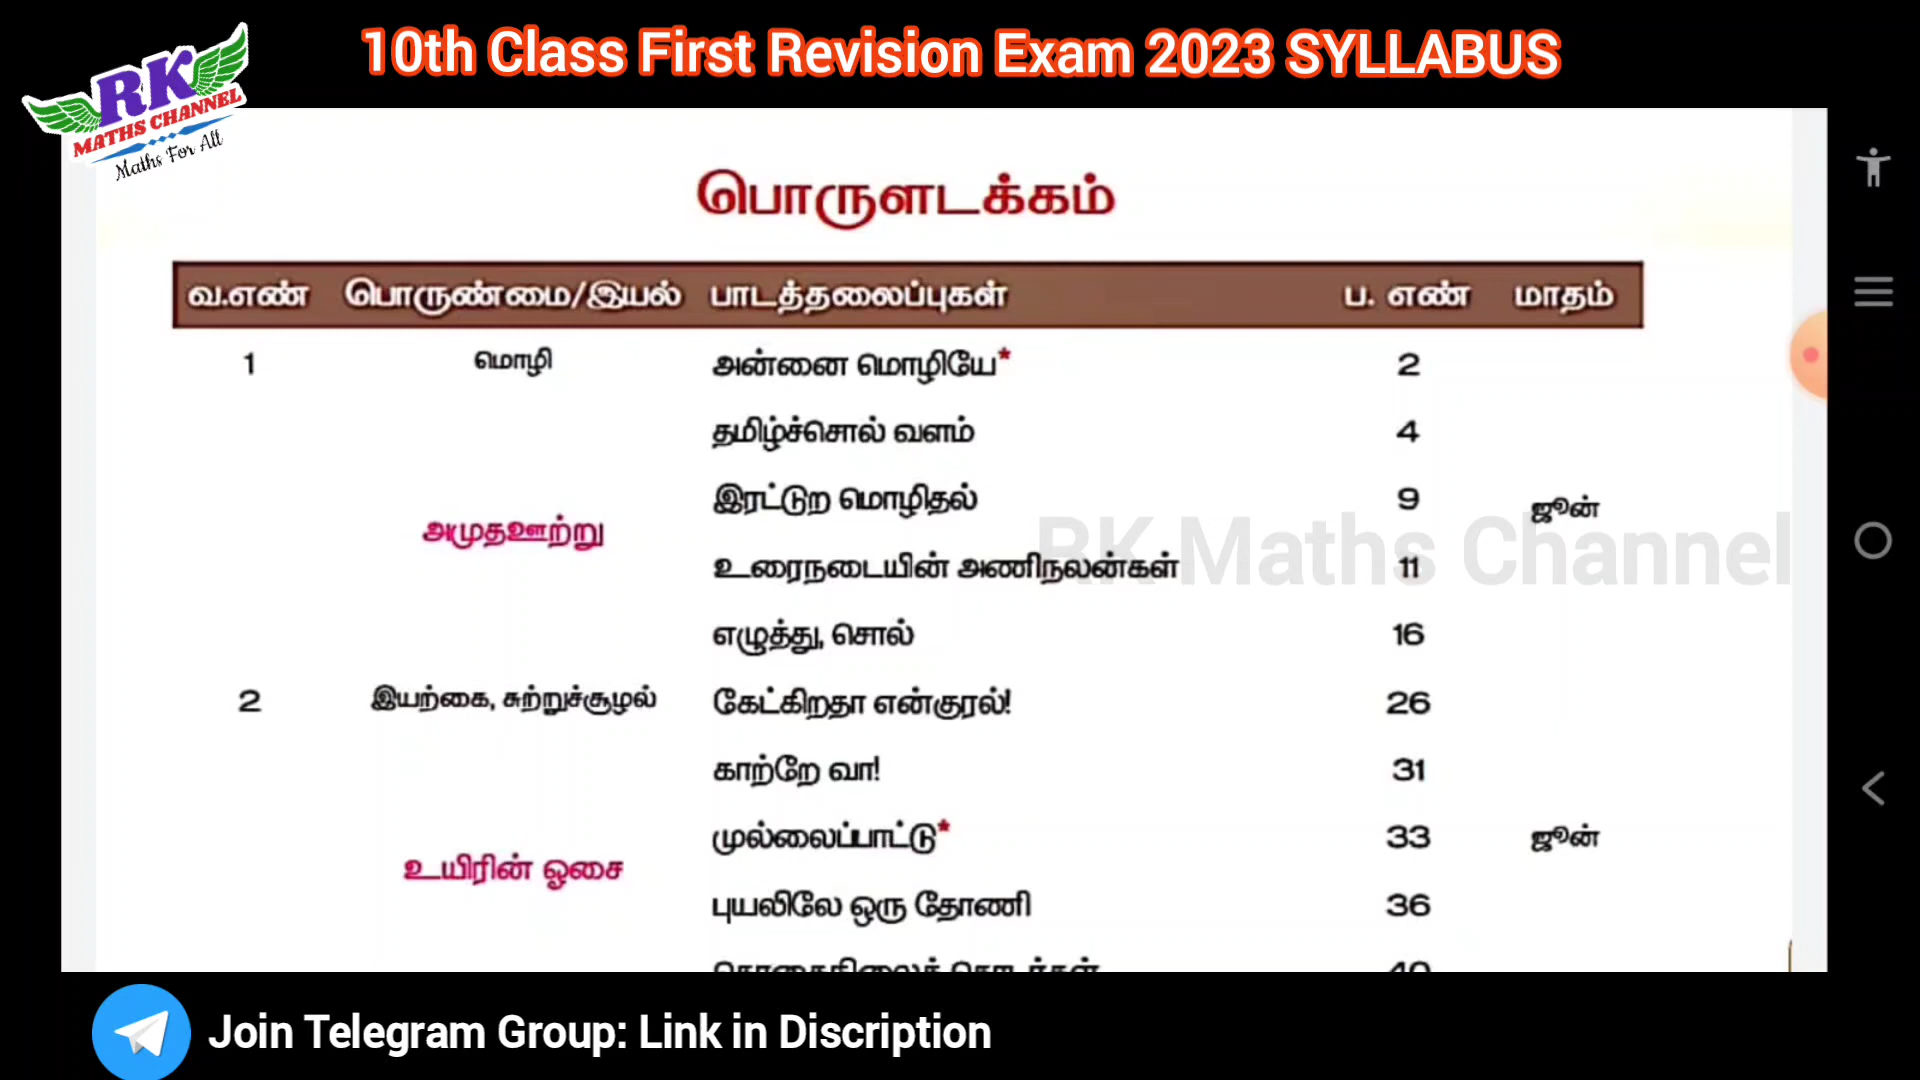 10th Class First Revision Exam 2023 SYLLABUS
RK
MATHS CHANNEL
Maths For All
பொருளடக்கம்
வ.எண் பொருண்மை/இயல் பாடத்தலைப்புகள் ப. எண் மாதம்
1 மொழி அன்னை மொழியே* 2
தமிழ்ச்சொல் வளம் 4
இரட்டுற மொழிதல் 9 ஜூன்
அமுதஊற்று
RK Maths Channel
உரைநடையின் அணிநலன்கள் 11
எழுத்து, சொல் 16
2 இயற்கை, சுற்றுச்சூழல் கேட்கிறதா என்குரல்! 26
காற்றே வா! 31
முல்லைப்பாட்டு* 33 ஜூன்
உயிரின் ஓசை
புயலிலே ஒரு தோணி 36
Join Telegram Group: Link in Discription